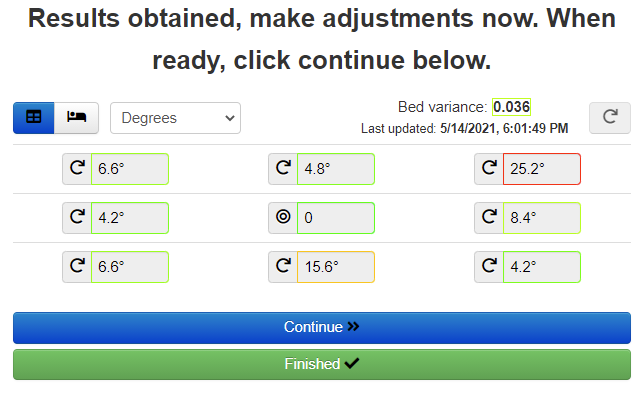 Results obtained, make adjustments now. When
ready, click continue below.
Degrees
Bed variance: 0.036
Last updated: 5/14/2021, 6:01:49 PM
6.6° 4.8° 25.2°
4.2° 0 8.4°
6.6° 15.6° 4.2°
Continue
Finished